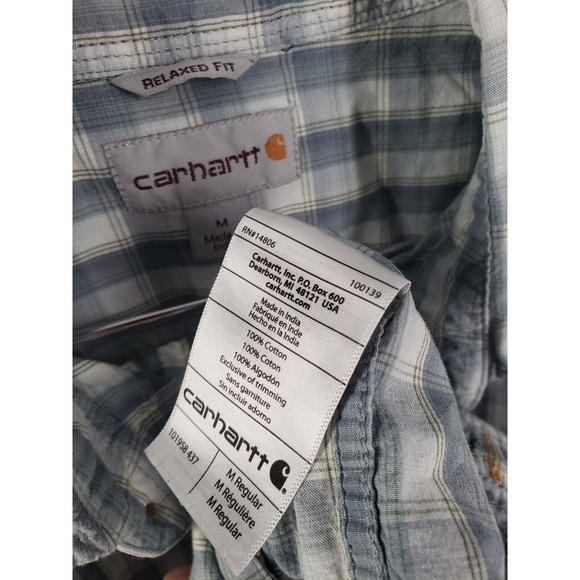 RELAXED FIT
carhartt
M
Made
In
RN#14806
100139
Carhartt, Inc. P.O. Box 600
Dearborn, MI 48121 USA
carhartt.com
Made in India
Fabriqué en Inde
Hecho en la India
100% Cotton
100% Coton
100% Algodón
Exclusive of trimming
Sans garniture
Sin incluir adorno
carhartt
101958 437
M Regular
M Régulière
M Regular